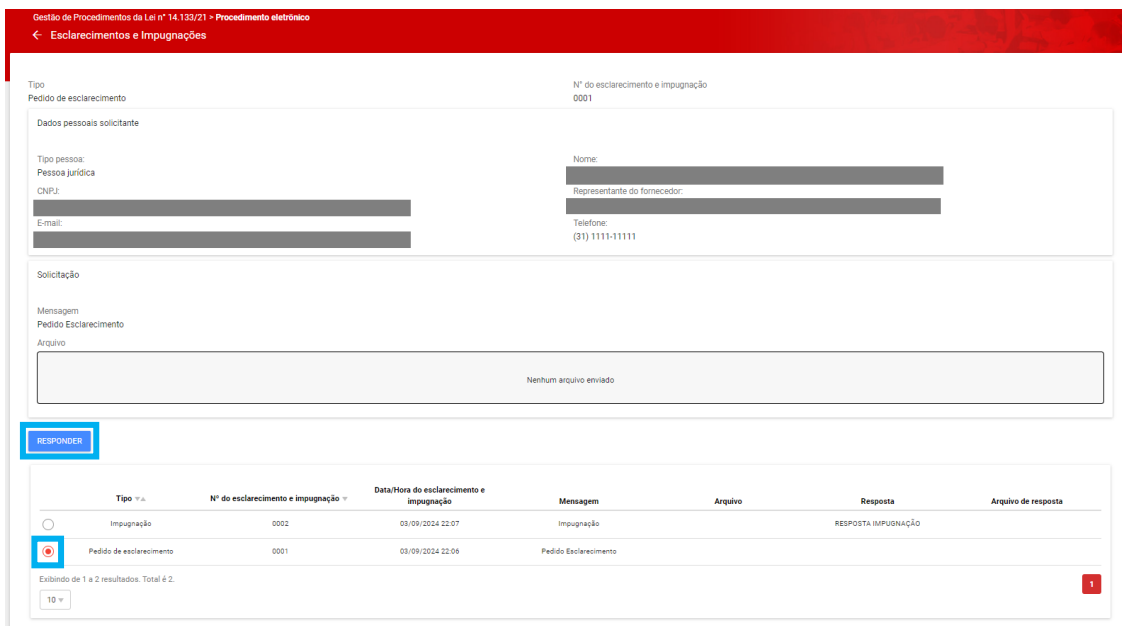 Gestão de Procedimentos da Lei n° 14.133/21 > Procedimento eletrônico
← Esclarecimentos e Impugnações
Tipo
Pedido de esclarecimento
N° do esclarecimento e impugnação
0001
Dados pessoais solicitante
Tipo pessoa:
Pessoa jurídica
Nome:
CNPJ:
Representante do fornecedor:
E-mail:
Telefone:
(31) 1111-11111
Solicitação
Mensagem
Pedido Esclarecimento
Arquivo
Nenhum arquivo enviado
RESPONDER
Tipo N° do esclarecimento e impugnação Data/Hora do esclarecimento e impugnação Mensagem Arquivo Resposta Arquivo de resposta
Impugnação 0002 03/09/2024 22:07 Impugnação RESPOSTA IMPUGNAÇÃO
Pedido de esclarecimento 0001 03/09/2024 22:06 Pedido Esclarecimento
Exibindo de 1 a 2 resultados. Total é 2.
1
10